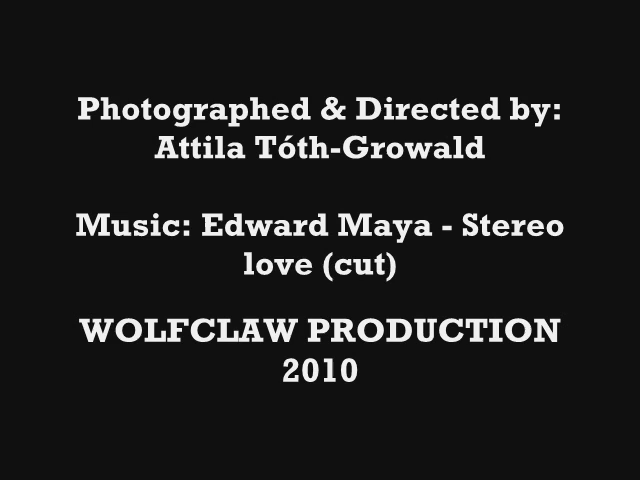 Photographed & Directed by:
Attila Tóth-Growald
Music: Edward Maya - Stereo
love (cut)
WOLFCLAW PRODUCTION
2010